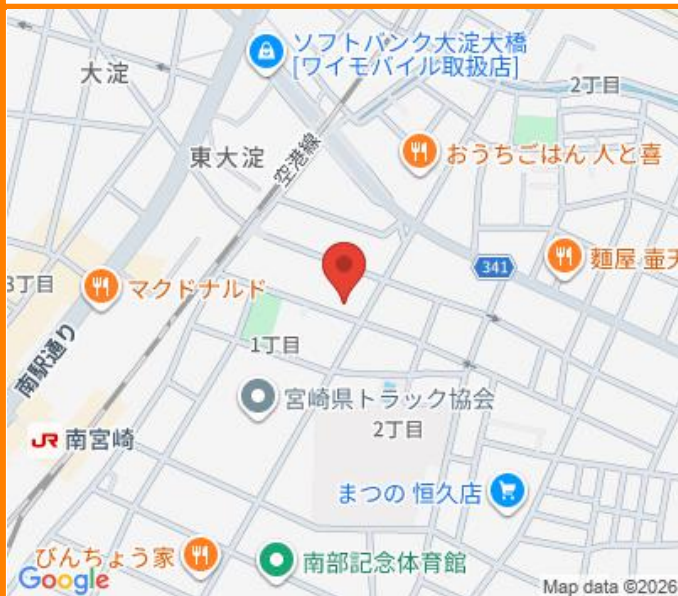 ソフトバンク大淀大橋
[ワイモバイル取扱店]
大淀
2丁目
東大淀
空港線
おうちごはん 人と喜
341
麺屋 壷天
3丁目
マクドナルド
南駅通り
1丁目
宮崎県トラック協会
2丁目
JR 南宮崎
まつの 恒久店
びんちょう家
南部記念体育館
Google
Map data ©2026